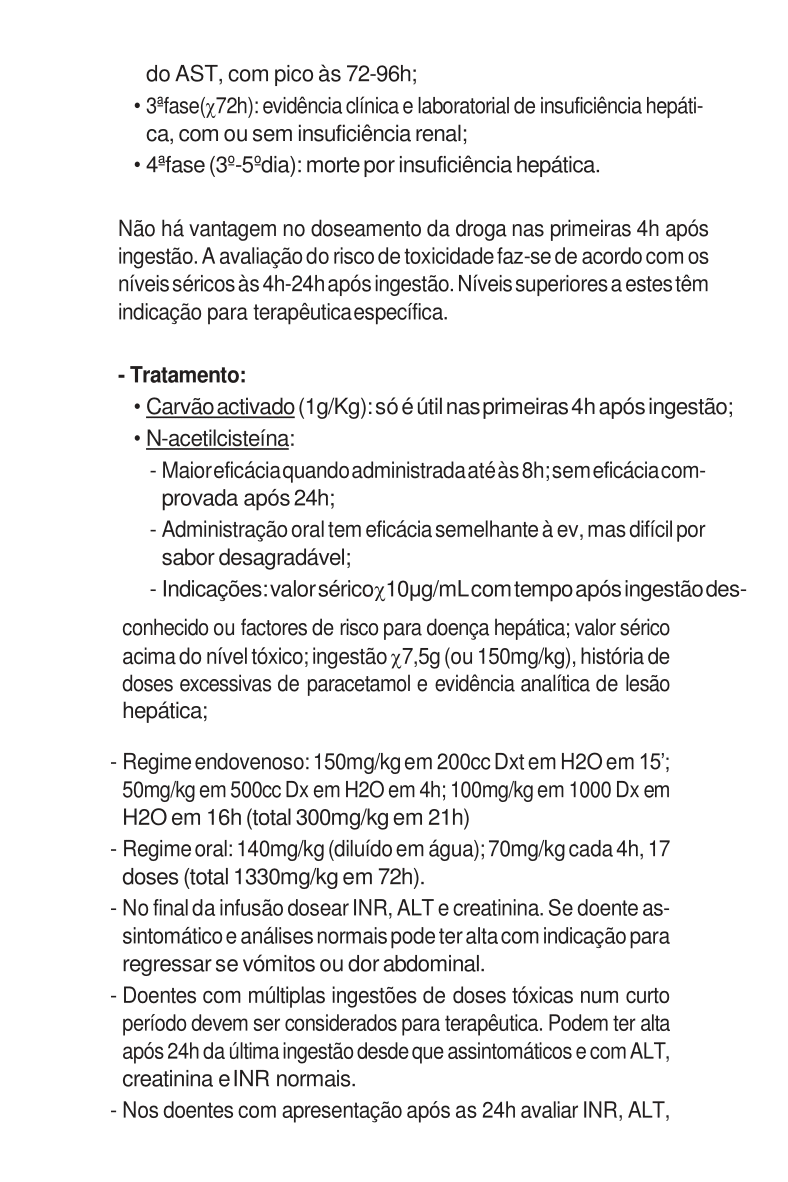 do AST, com pico às 72-96h;
• 3ªfase(χ72h): evidência clínica e laboratorial de insuficiência hepáti-
ca, com ou sem insuficiência renal;
• 4ªfase (3º-5ºdia): morte por insuficiência hepática.
Não há vantagem no doseamento da droga nas primeiras 4h após
ingestão. A avaliação do risco de toxicidade faz-se de acordo com os
níveis séricos às 4h-24h após ingestão. Níveis superiores a estes têm
indicação para terapêutica específica.
- Tratamento:
• Carvão activado (1g/Kg): só é útil nas primeiras 4h após ingestão;
• N-acetilcisteína:
- Maior eficácia quando administrada até às 8h; sem eficácia com-
provada após 24h;
- Administração oral tem eficácia semelhante à ev, mas difícil por
sabor desagradável;
- Indicações: valor sérico χ10µg/mL com tempo após ingestão des-
conhecido ou factores de risco para doença hepática; valor sérico
acima do nível tóxico; ingestão χ7,5g (ou 150mg/kg), história de
doses excessivas de paracetamol e evidência analítica de lesão
hepática;
- Regime endovenoso: 150mg/kg em 200cc Dxt em H2O em 15’;
50mg/kg em 500cc Dx em H2O em 4h; 100mg/kg em 1000 Dx em
H2O em 16h (total 300mg/kg em 21h)
- Regime oral: 140mg/kg (diluído em água); 70mg/kg cada 4h, 17
doses (total 1330mg/kg em 72h).
- No final da infusão dosear INR, ALT e creatinina. Se doente as-
sintomático e análises normais pode ter alta com indicação para
regressar se vómitos ou dor abdominal.
- Doentes com múltiplas ingestões de doses tóxicas num curto
período devem ser considerados para terapêutica. Podem ter alta
após 24h da última ingestão desde que assintomáticos e com ALT,
creatinina e INR normais.
- Nos doentes com apresentação após as 24h avaliar INR, ALT,